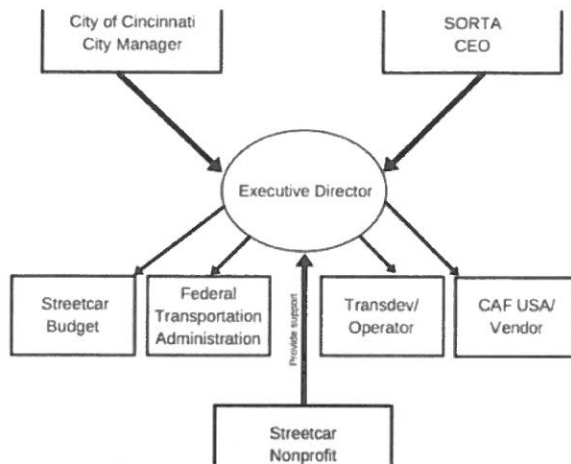 City of Cincinnati
City Manager
SORTA
CEO
Executive Director
Streetcar
Budget
Federal
Transportation
Administration
Provide support
Transdev/
Operator
CAF USA/
Vendor
Streetcar
Nonprofit